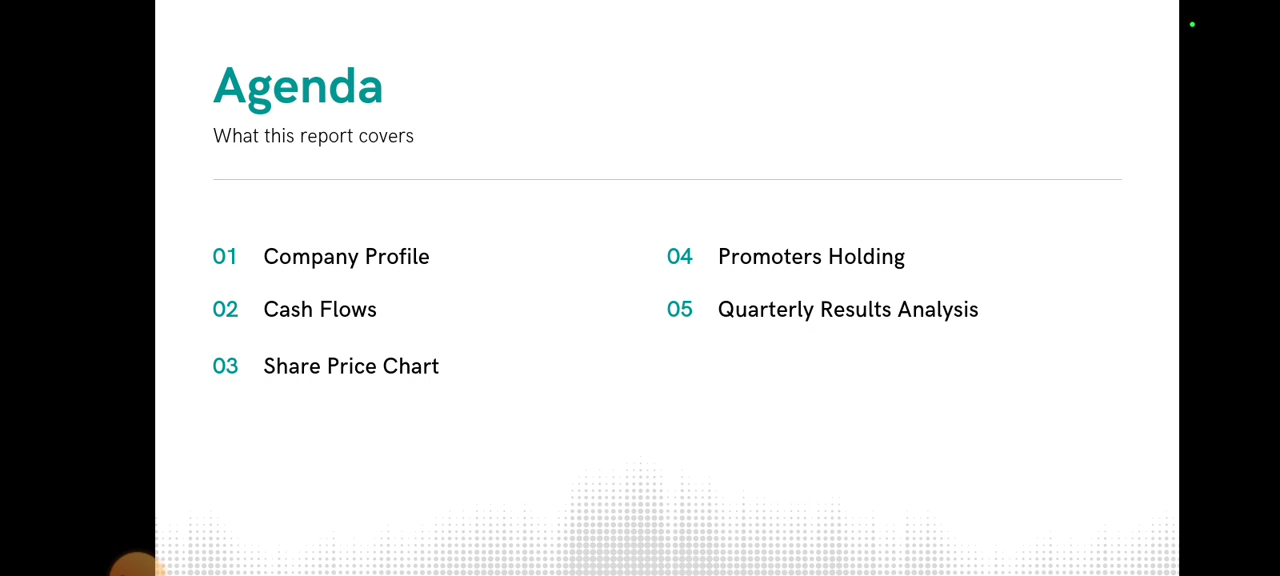 Agenda
What this report covers
01 Company Profile
02 Cash Flows
03 Share Price Chart
04 Promoters Holding
05 Quarterly Results Analysis